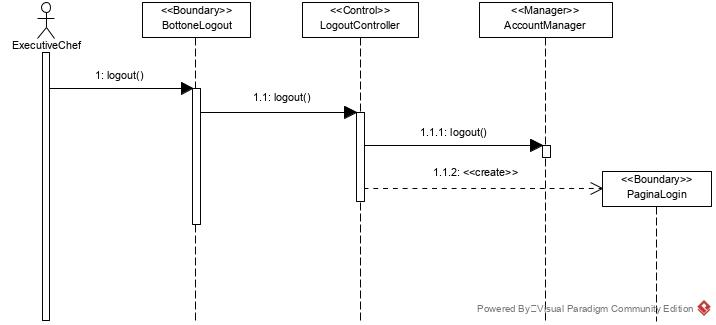 <<Boundary>>
BottoneLogout
<<Control>>
LogoutController
<<Manager>>
AccountManager
ExecutiveChef
1: logout()
1.1: logout()
1.1.1: logout()
1.1.2: <<create>>
<<Boundary>>
PaginaLogin
Powered By Visual Paradigm Community Edition